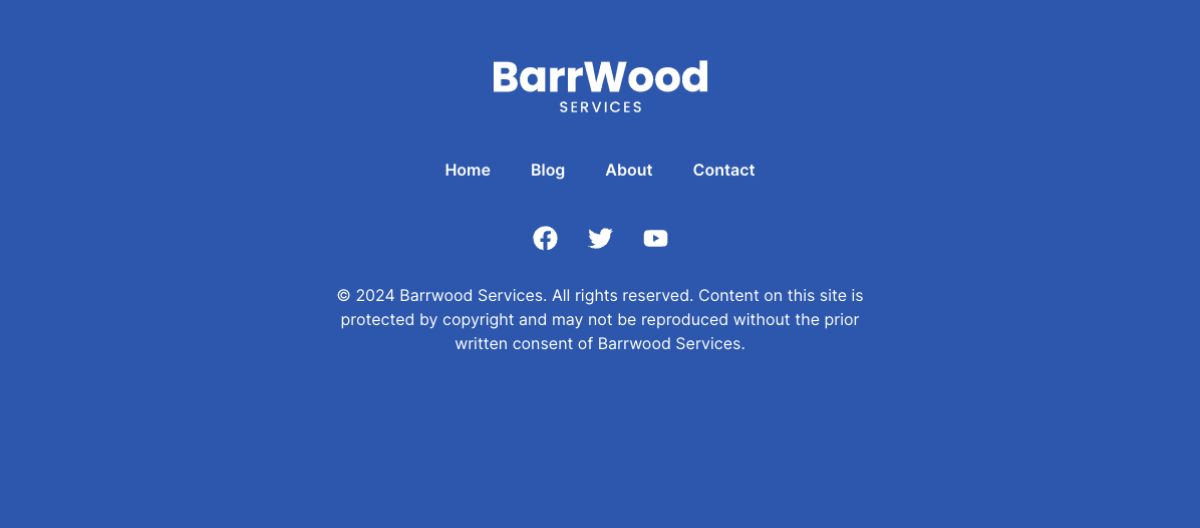 BarrWood
SERVICES
Home Blog About Contact
© 2024 Barrwood Services. All rights reserved. Content on this site is
protected by copyright and may not be reproduced without the prior
written consent of Barrwood Services.